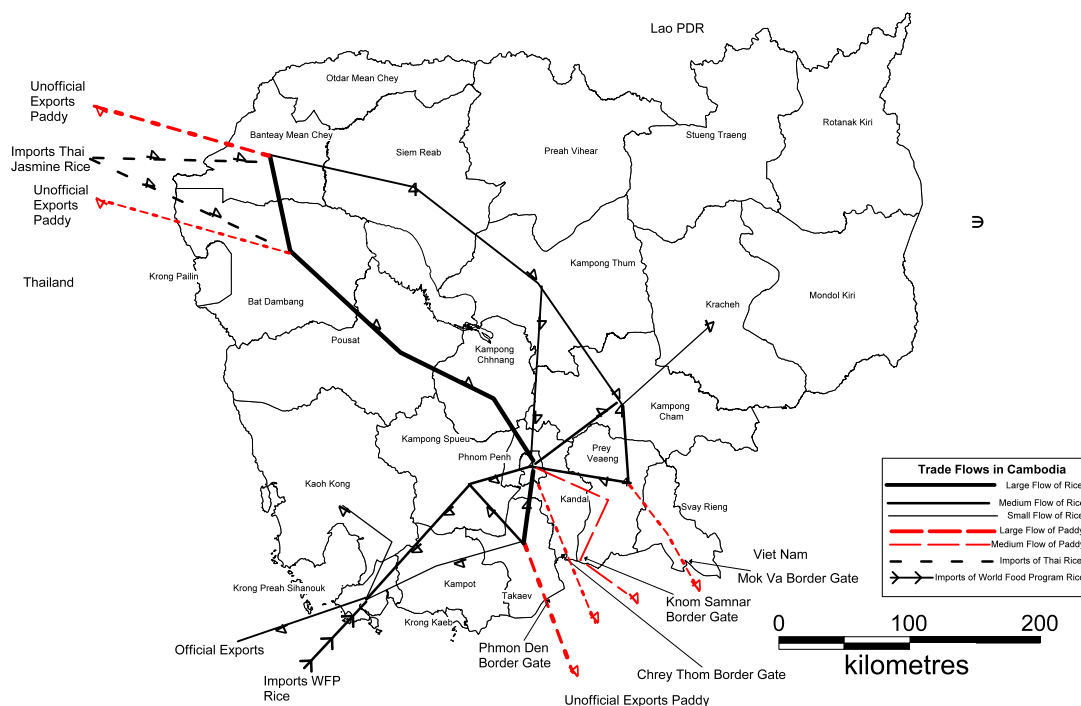 Lao PDR
Otdar Mean Chey
Unofficial
Exports
Paddy
Banteay Mean Chey
Siem Reab
Preah Vihear
Stueng Traeng
Rotanak Kiri
Imports Thai
Jasmine Rice
Unofficial
Exports
Paddy
Thailand
Krong Pailin
Bat Dambang
Kampong Thum
Kracheh
Mondol Kiri
Pousat
Kampong
Chhnang
Kampong
Cham
Kampong Spueu
Phnom Penh
Prey
Veaeng
Kaoh Kong
Kandal
Svay Rieng
Trade Flows in Cambodia
Large Flow of Rice
Medium Flow of Rice
Small Flow of Rice
Large Flow of Paddy
Medium Flow of Paddy
Imports of Thai Rice
Imports of World Food Program Rice
Viet Nam
Mok Va Border Gate
Krong Preah Sihanouk
Kampot
Takaev
Krong Kaeb
Knom Samnar
Border Gate
Official Exports
Phmon Den
Border Gate
Chrey Thom Border Gate
Imports WFP
Rice
Unofficial Exports Paddy
0 100 200
kilometres